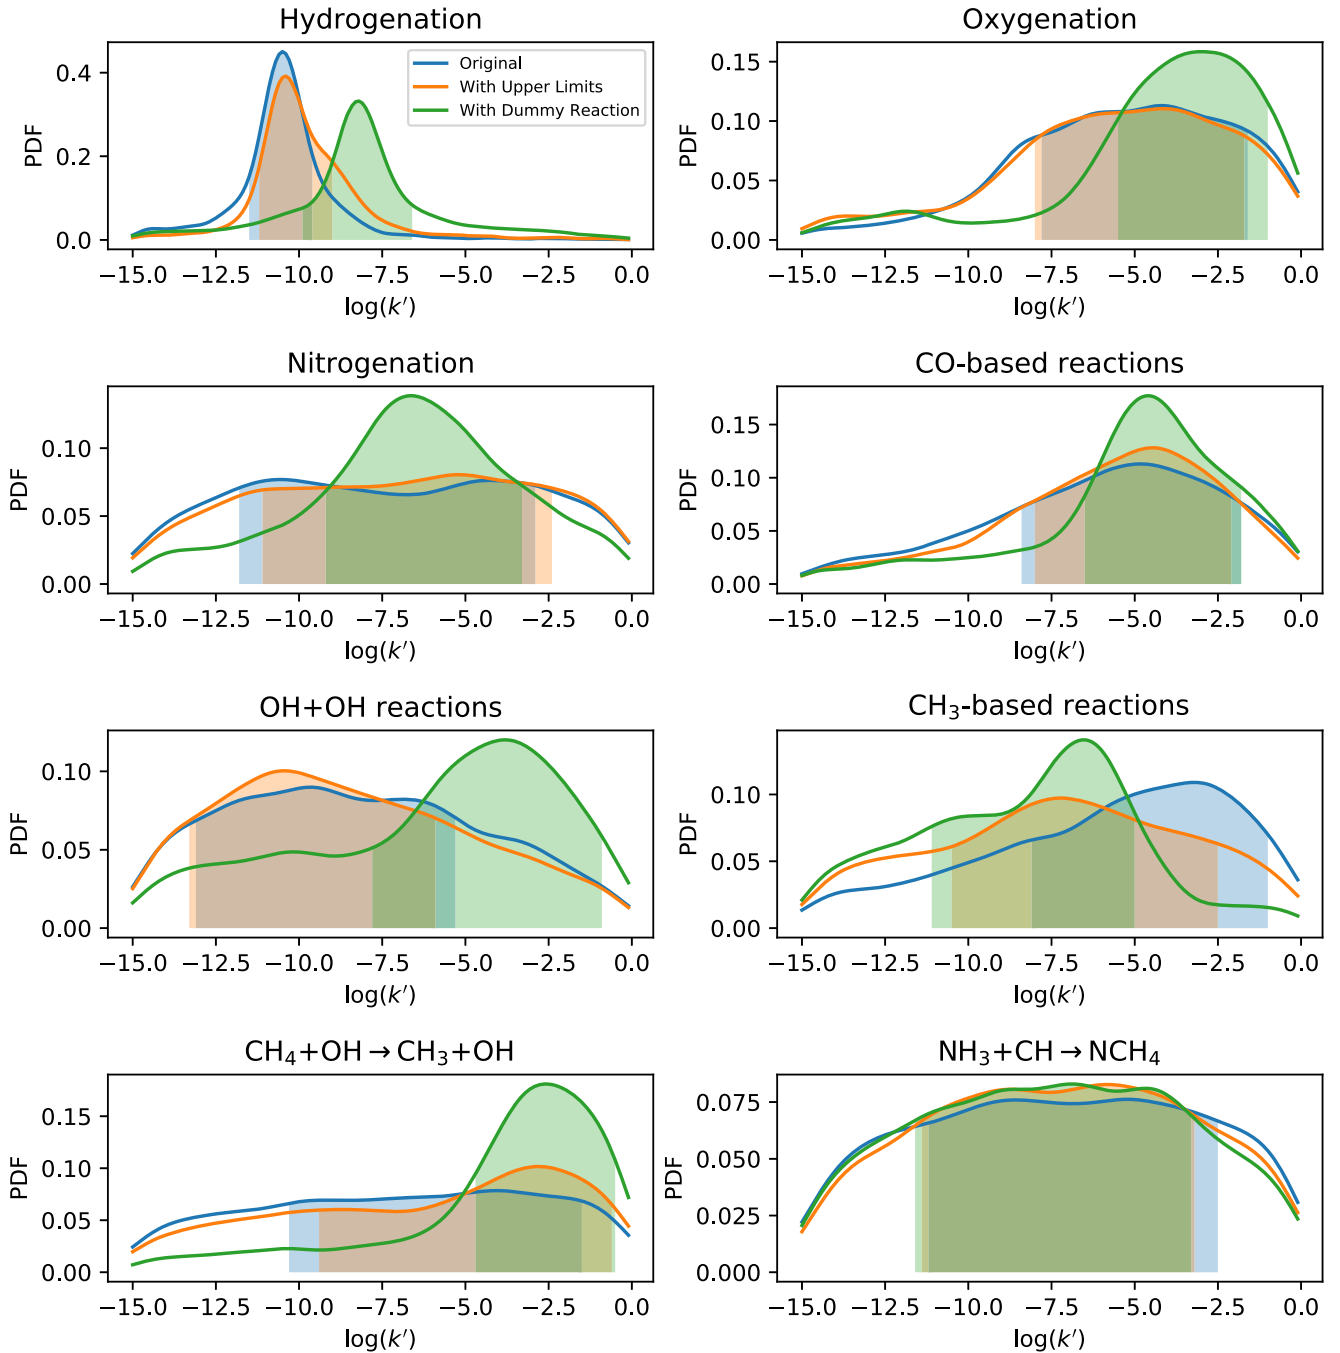 Hydrogenation
PDF
0.4
0.2
0.0
Original
With Upper Limits
With Dummy Reaction
−15.0 −12.5 −10.0 −7.5 −5.0 −2.5 0.0
log(k′)
Oxygenation
PDF
0.15
0.10
0.05
0.00
−15.0 −12.5 −10.0 −7.5 −5.0 −2.5 0.0
log(k′)
Nitrogenation
PDF
0.10
0.05
0.00
−15.0 −12.5 −10.0 −7.5 −5.0 −2.5 0.0
log(k′)
CO-based reactions
PDF
0.15
0.10
0.05
0.00
−15.0 −12.5 −10.0 −7.5 −5.0 −2.5 0.0
log(k′)
OH+OH reactions
PDF
0.10
0.05
0.00
−15.0 −12.5 −10.0 −7.5 −5.0 −2.5 0.0
log(k′)
CH₃-based reactions
PDF
0.10
0.05
0.00
−15.0 −12.5 −10.0 −7.5 −5.0 −2.5 0.0
log(k′)
CH₄+OH→CH₃+OH
PDF
0.15
0.10
0.05
0.00
−15.0 −12.5 −10.0 −7.5 −5.0 −2.5 0.0
log(k′)
NH₃+CH→NCH₄
PDF
0.075
0.050
0.025
0.000
−15.0 −12.5 −10.0 −7.5 −5.0 −2.5 0.0
log(k′)